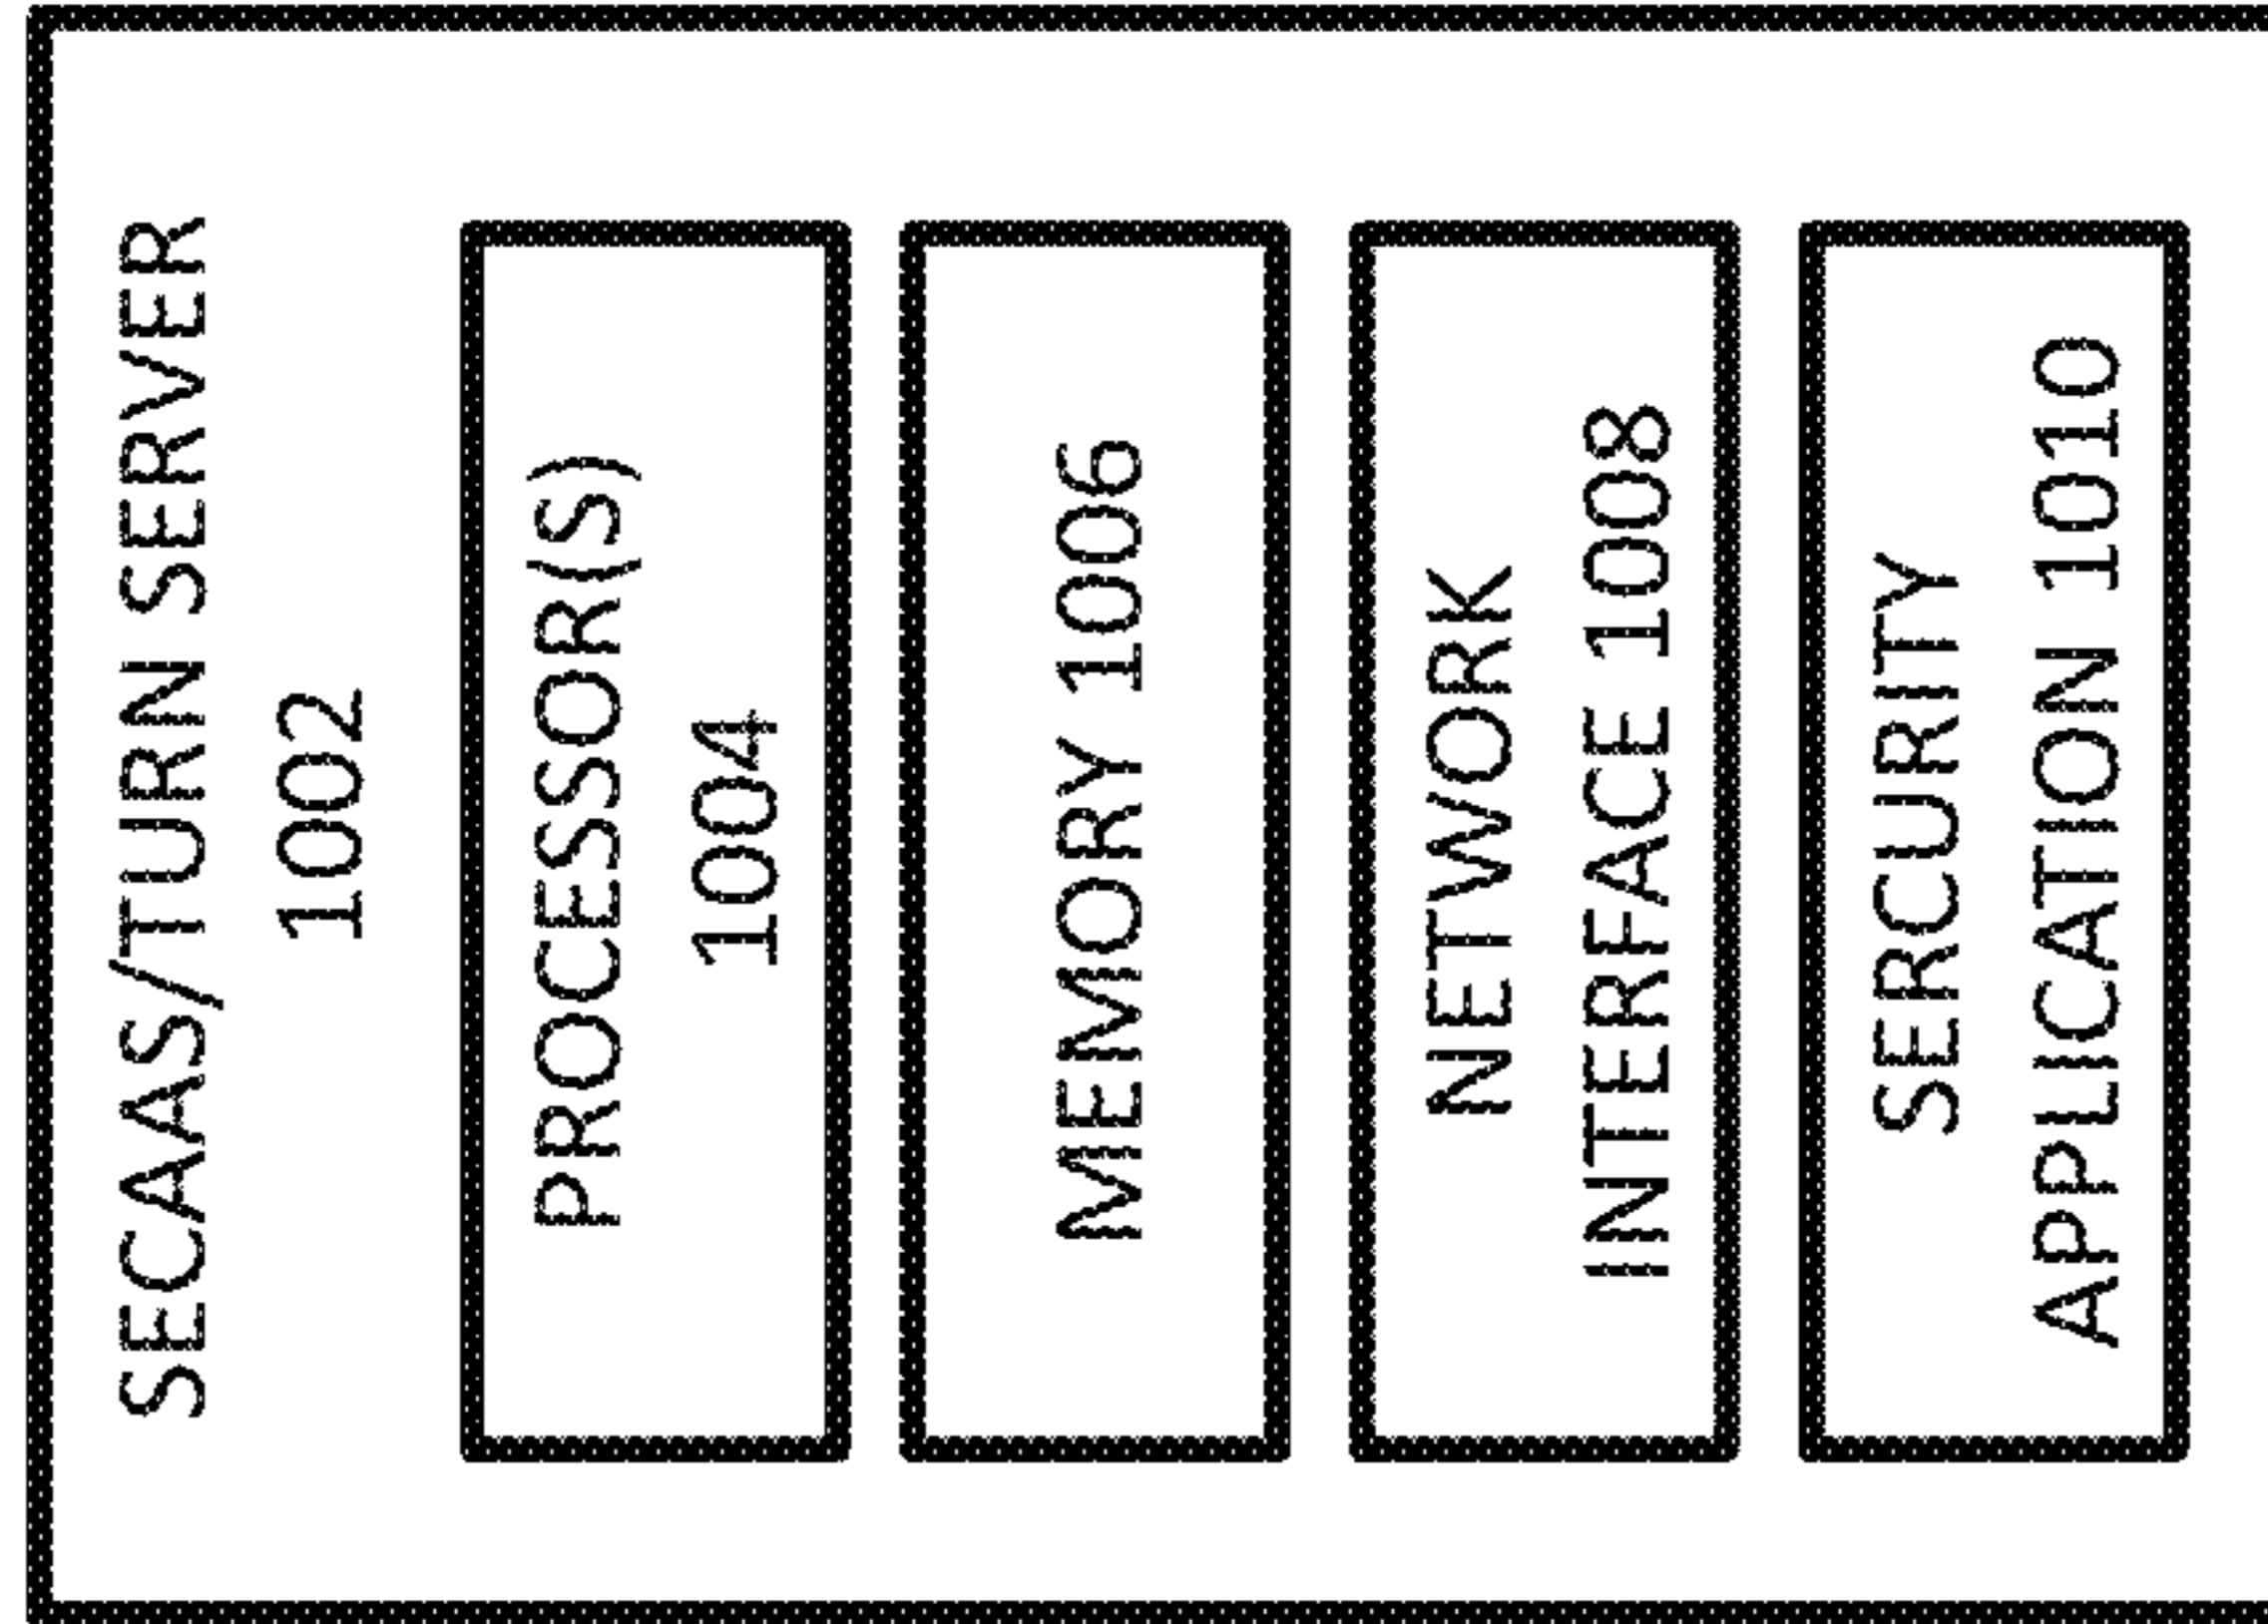 SECAAS/TURN SERVER
1002
PROCESSOR(S)
1004
MEMORY 1006
NETWORK
INTERFACE 1008
SERCURITY
APPLICATION 1010